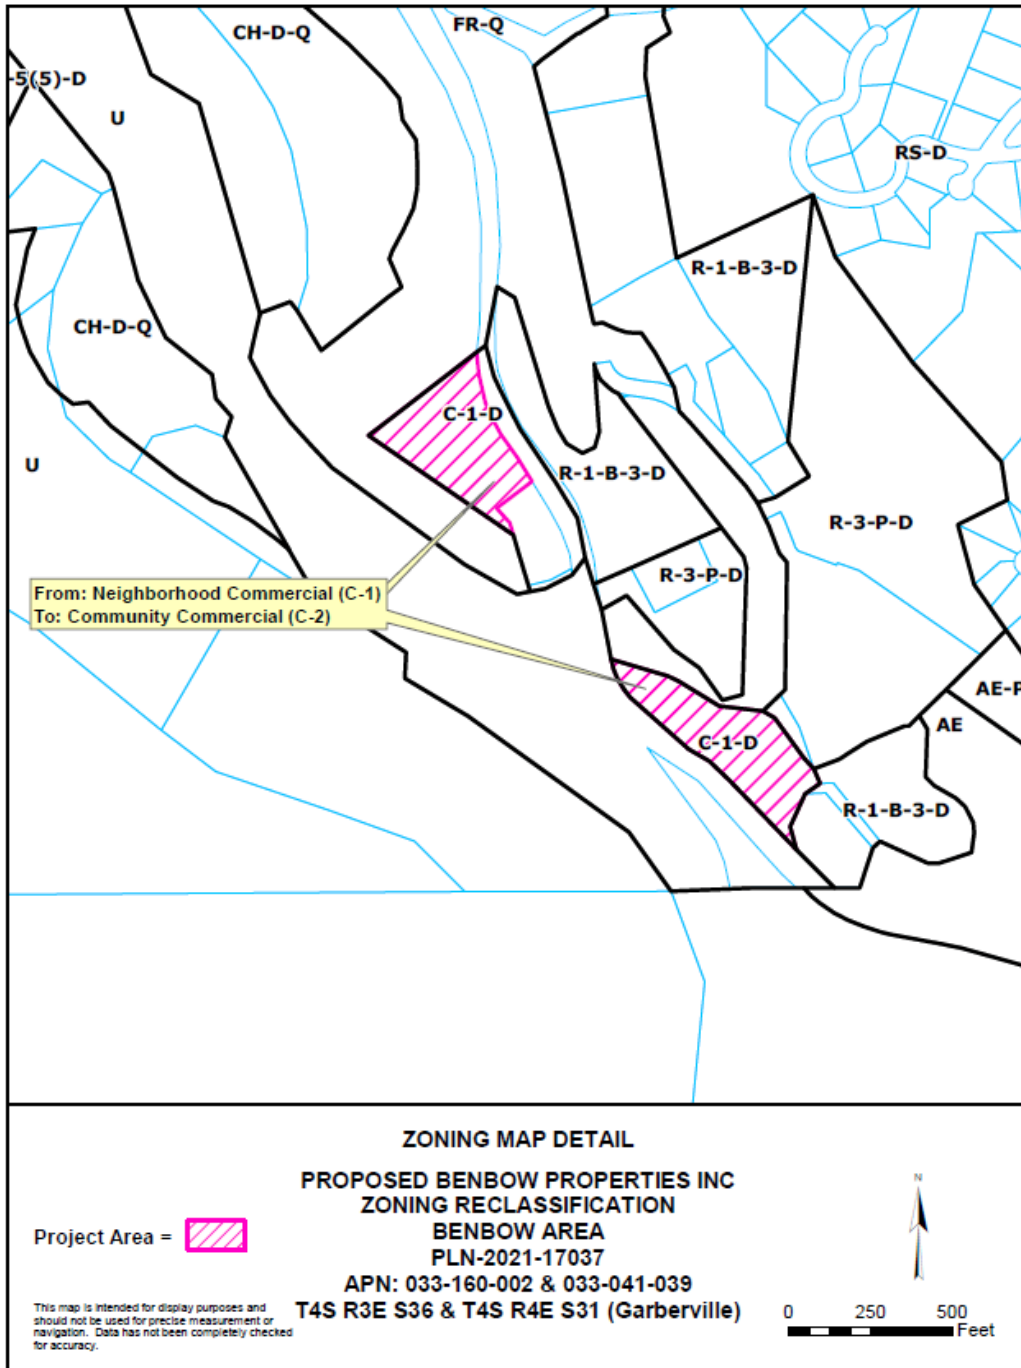 CH-D-Q
FR-Q
-5(5)-D
U
RS-D
R-1-B-3-D
CH-D-Q
C-1-D
U
R-1-B-3-D
R-3-P-D
R-3-P-D
From: Neighborhood Commercial (C-1)
To: Community Commercial (C-2)
AE-P
AE
C-1-D
R-1-B-3-D
ZONING MAP DETAIL
PROPOSED BENBOW PROPERTIES INC
ZONING RECLASSIFICATION
BENBOW AREA
PLN-2021-17037
APN: 033-160-002 & 033-041-039
T4S R3E S36 & T4S R4E S31 (Garberville)
Project Area =
This map is intended for display purposes and
should not be used for precise measurement or
navigation. Data has not been completely checked
for accuracy.
N
0 250 500
Feet